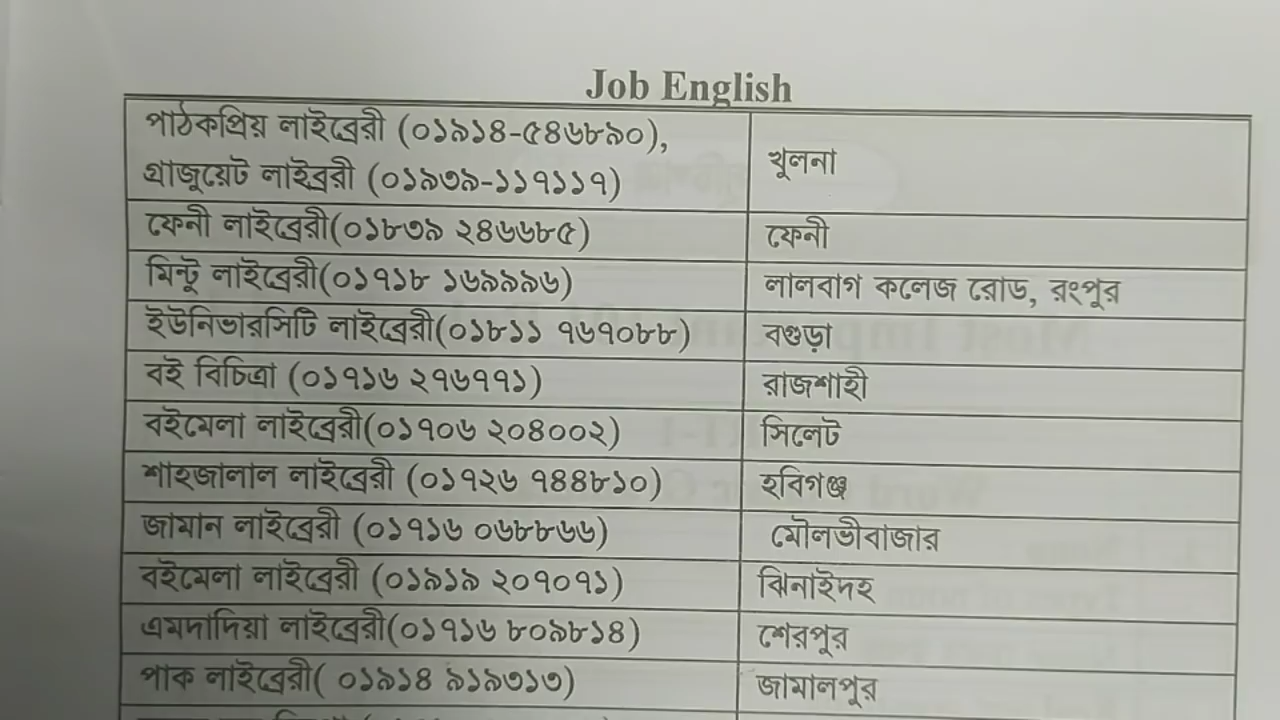 Job English
পাঠকপ্রিয় লাইব্রেরী (০১৯১৪-৫৪৬৮৯০),
গ্রাজুয়েট লাইব্রেরী (০১৯৩৯-১১৭১১৭)
খুলনা
ফেনী লাইব্রেরী(০১৮৩৯ ২৪৬৬৮৫)
ফেনী
মিন্টু লাইব্রেরী(০১৭১৮ ১৬৯৯৯৬)
লালবাগ কলেজ রোড, রংপুর
ইউনিভারসিটি লাইব্রেরী(০১৮১১ ৭৬৭০৮৮)
বগুড়া
বই বিচিত্রা (০১৭১৬ ২৭৬৭৭১)
রাজশাহী
বইমেলা লাইব্রেরী(০১৭০৬ ২০৪০০২)
সিলেট
শাহজালাল লাইব্রেরী (০১৭২৬ ৭৪৪৮১০)
হবিগঞ্জ
জামান লাইব্রেরী (০১৭১৬ ০৬৮৮৬৬)
মৌলভীবাজার
বইমেলা লাইব্রেরী (০১৯১৯ ২০৭০৭১)
ঝিনাইদহ
এমদাদিয়া লাইব্রেরী(০১৭১৬ ৮০৯৮১৪)
শেরপুর
পাক লাইব্রেরী( ০১৯১৪ ৯১৯৩১৩)
জামালপুর